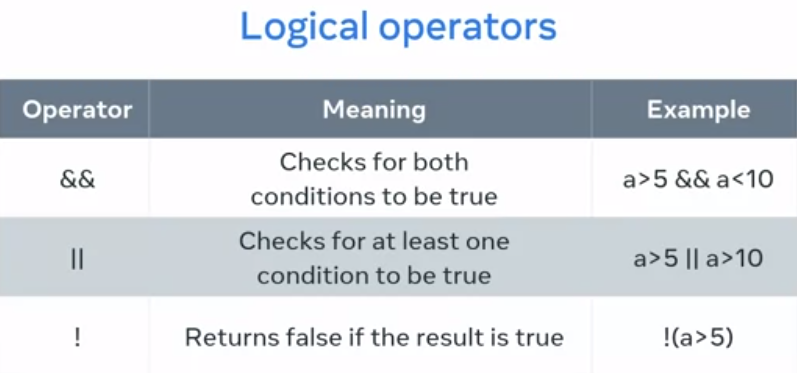 Logical operators
Operator Meaning Example
&& Checks for both conditions to be true a>5 && a<10
|| Checks for at least one condition to be true a>5 || a>10
! Returns false if the result is true !(a>5)